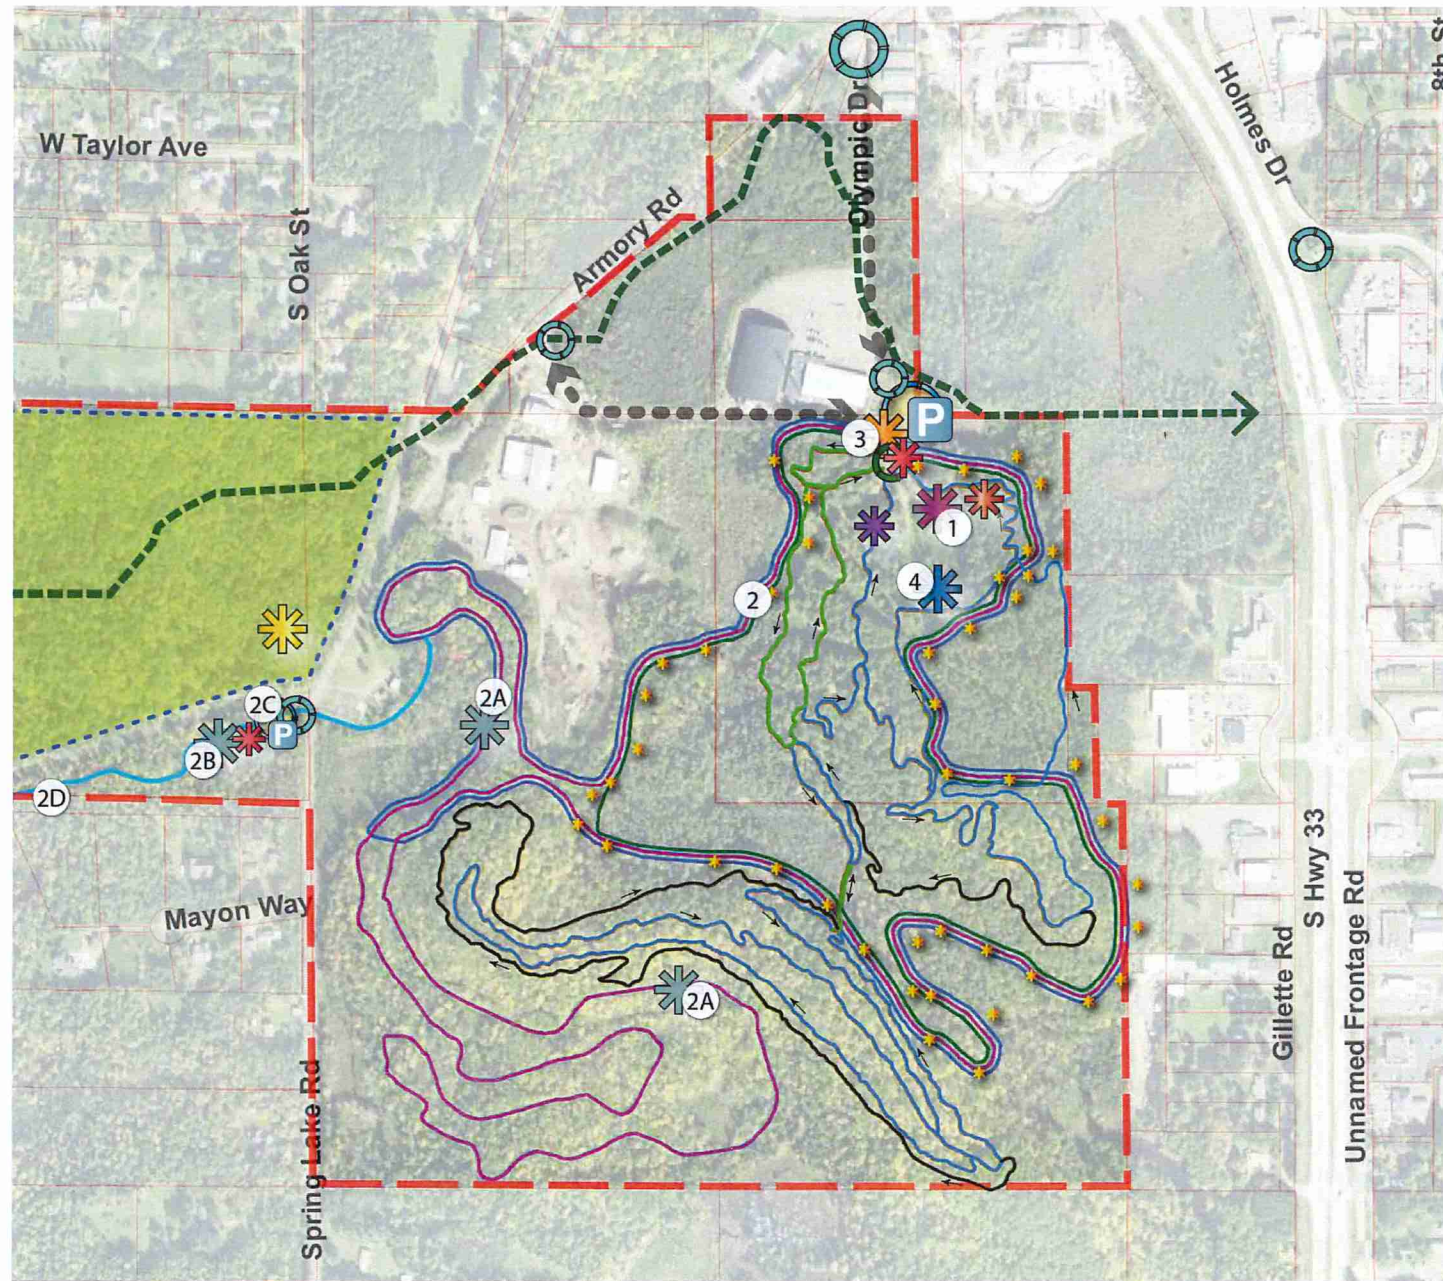 8th St
Holmes Dr
W Taylor Ave
Olympic Dr
Armory Rd
S Oak St
P
3
1
4
2
2A
2C
P
2B
2D
S Hwy 33
Mayon Way
Gillette Rd
Unnamed Frontage Rd
2A
Spring Lake Rd